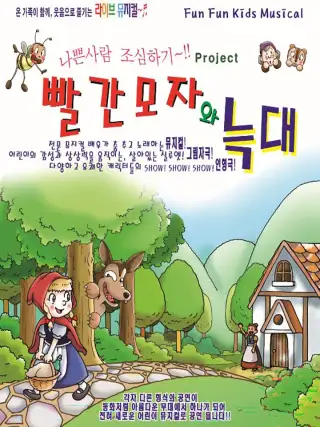 온 가족이 함께, 웃음으로 즐기는 라이브 뮤지컬~♬
Fun Fun Kids Musical
나쁜사람 조심하기~!! Project
빨간모자와 늑대
전문 뮤지컬 배우가 춤 추고 노래하는 뮤지컬!
어린이의 감성과 상상력을 움직이는, 살아있는 실루엣! 그림자극!
다양하고 유쾌한 캐릭터들의 SHOW! SHOW! SHOW! 인형극!
각자 다른 형식의 공연이
동화처럼 아름다운 무대에서 하나가 되어
전혀 새로운 어린이 뮤지컬로 공연 됩니다!!